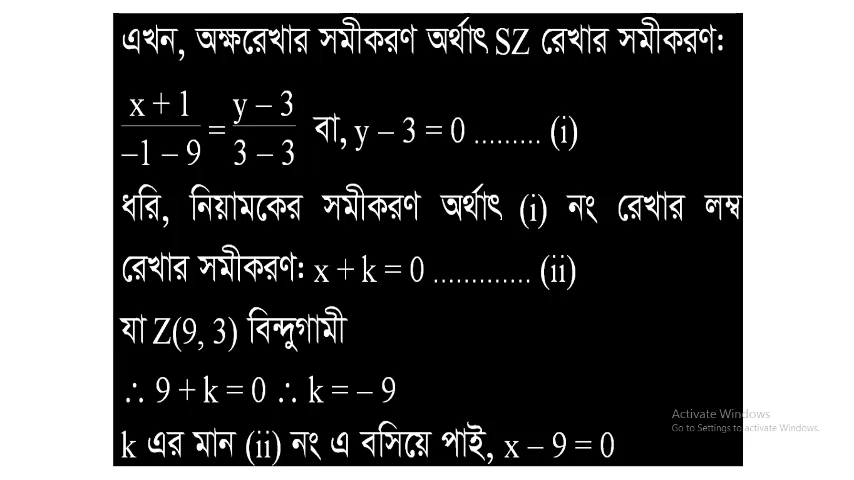 এখন, অক্ষরেখার সমীকরণ অর্থাৎ SZ রেখার সমীকরণঃ
x + 1 / –1 – 9 = y – 3 / 3 – 3 বা, y – 3 = 0 ......... (i)
ধরি, নিয়ামকের সমীকরণ অর্থাৎ (i) নং রেখার লম্ব
রেখার সমীকরণঃ x + k = 0 ............. (ii)
যা Z(9, 3) বিন্দুগামী
∴ 9 + k = 0 ∴ k = – 9
k এর মান (ii) নং এ বসিয়ে পাই, x – 9 = 0
Activate Windows
Go to Settings to activate Windows.